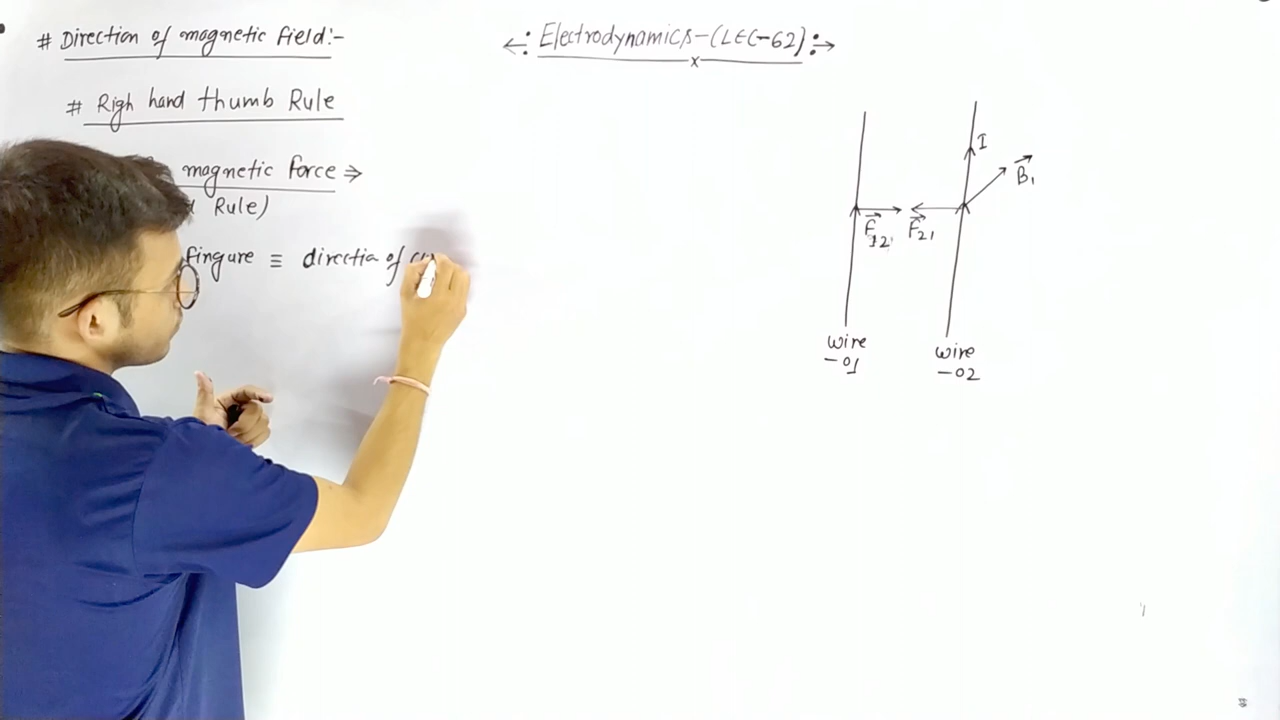 # Direction of magnetic field:-
←: Electrodynamics-(LEC-62) :→
x
# Righ hand thumb Rule
magnetic force ⇒
Rule)
fingure ≡ directia of cu
I
B₁
F₁₂
F₂₁
wire
-01
wire
-02